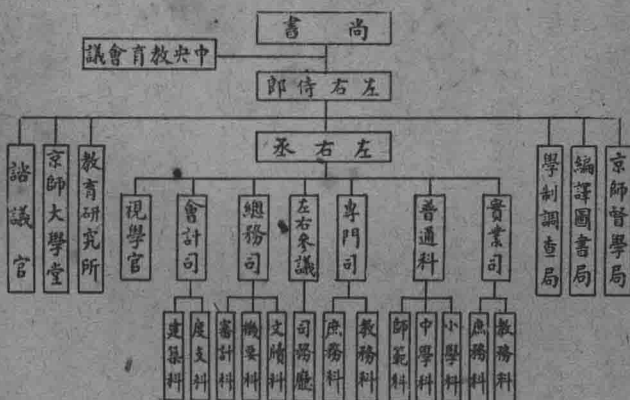 尚書
中央教育會議
左右侍郎
左右丞
京師督學局
編譯圖書局
學制調查局
教育研究所
京師大學堂
諮議官
實業司
普通科
專門司
左右參議
總務司
會計司
視學官
教務科
庶務科
小學科
中學科
師範科
教務科
庶務科
司務廳
文牘科
機要科
審計科
度支科
建築科